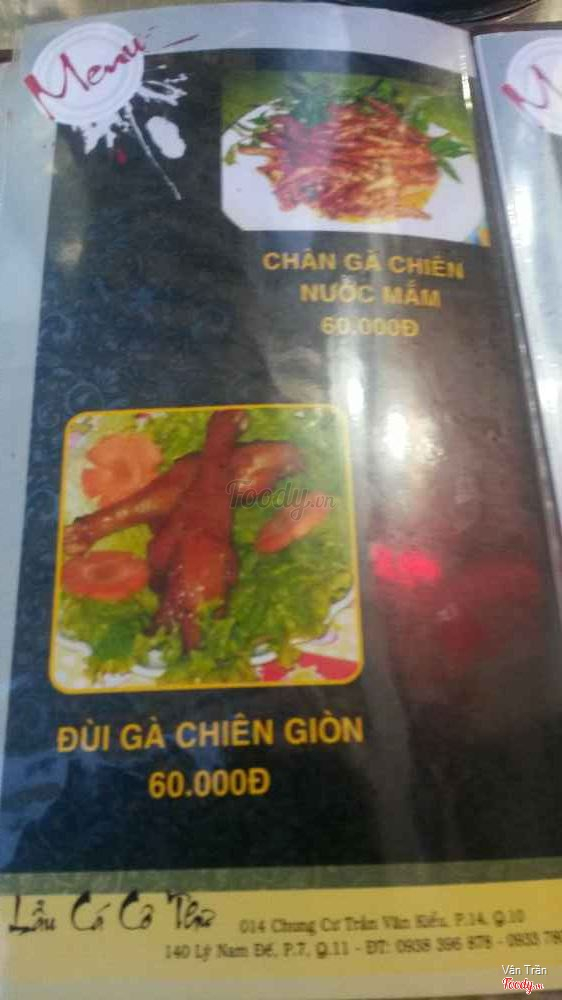 Menu
M
CHÂN GÀ CHIÊN
NƯỚC MẮM
60.000Đ
Foody.vn
ĐÙI GÀ CHIÊN GIÒN
60.000Đ
Lẩu Cá Cô Thơ
014 Chung Cư Trần Văn Kiểu, P.14, Q.10
140 Lý Nam Đế, P.7, Q.11 - ĐT: 0938 396 878 - 0933 78
Vân Trần
Foody.vn